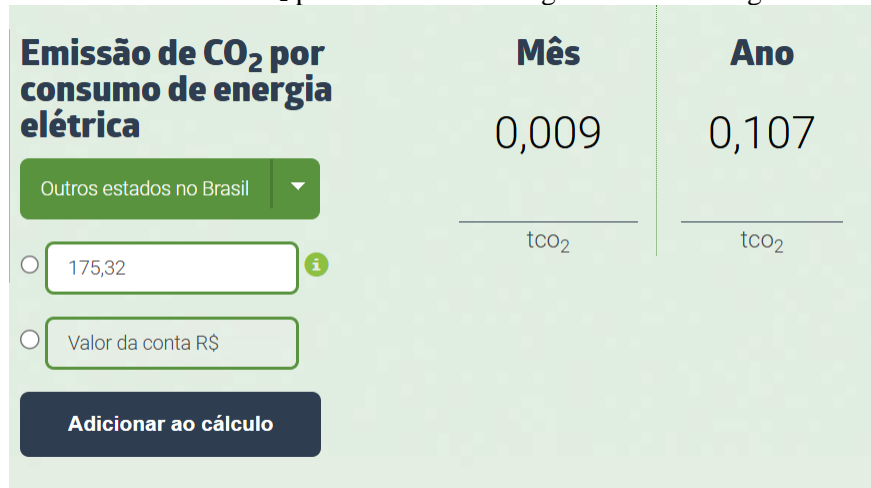 Emissão de CO₂ por
consumo de energia
elétrica
Outros estados no Brasil
175,32
i
Valor da conta R$
Adicionar ao cálculo
Mês
0,009
tco₂
Ano
0,107
tco₂